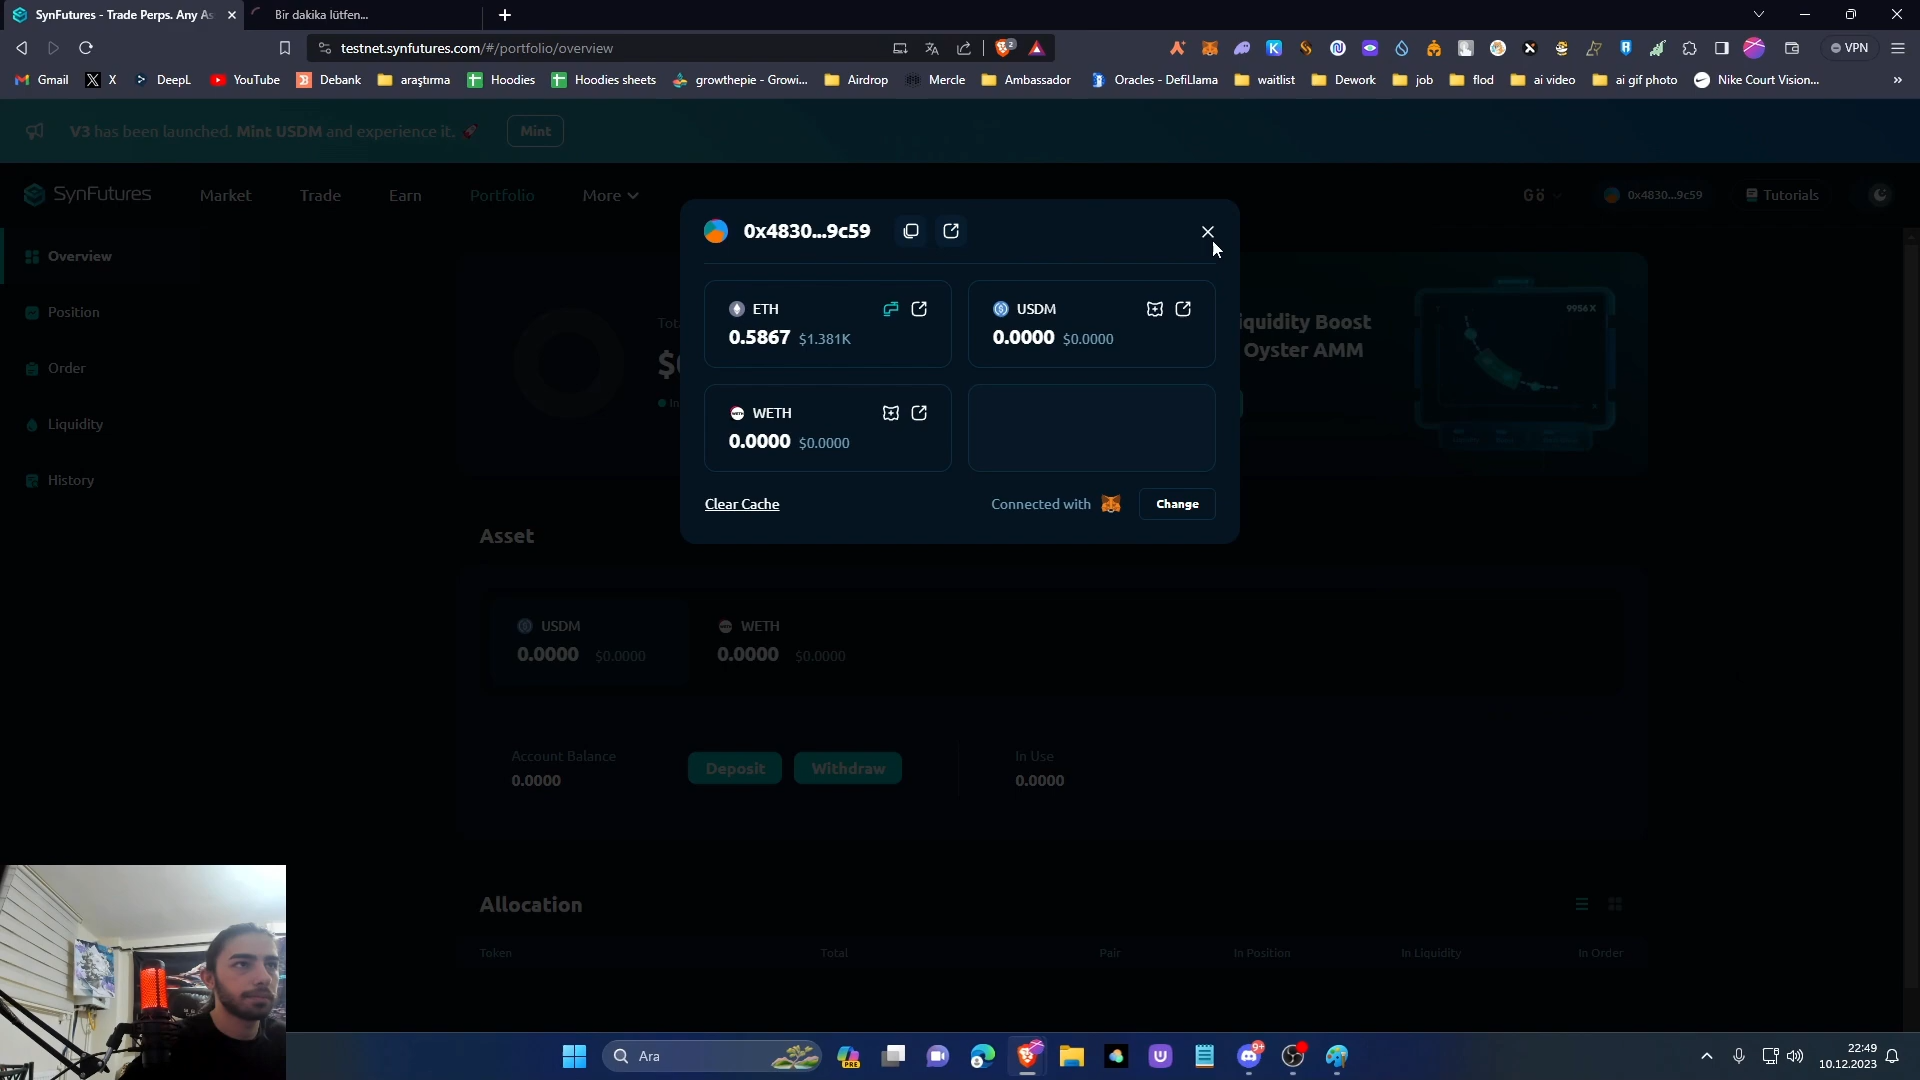 SynFutures - Trade Perps. Any As
Bir dakika lütfen...
testnet.synfutures.com/#/portfolio/overview
2
VPN
Gmail
X
DeepL
YouTube
Debank
araştırma
Hoodies
Hoodies sheets
growthepie - Growi...
Airdrop
Mercle
Ambassador
Oracles - DefiLlama
waitlist
Dework
job
flod
ai video
ai gif photo
Nike Court Vision...
V3 has been launched. Mint USDM and experience it. 🚀
Mint
SynFutures
Market
Trade
Earn
Portfolio
More
Gö
0x4830...9c59
Tutorials
Overview
Position
Order
Liquidity
History
0x4830...9c59
ETH
0.5867 $1.381K
USDM
0.0000 $0.0000
WETH
0.0000 $0.0000
Clear Cache
Connected with
Change
iquidity Boost
Oyster AMM
9956X
Asset
USDM
0.0000 $0.0000
WETH
0.0000 $0.0000
Account Balance
0.0000
Deposit
Withdraw
In Use
0.0000
Allocation
Token
Total
Pair
In Position
In Liquidity
In Order
Ara
PRE
9+
22:49
10.12.2023